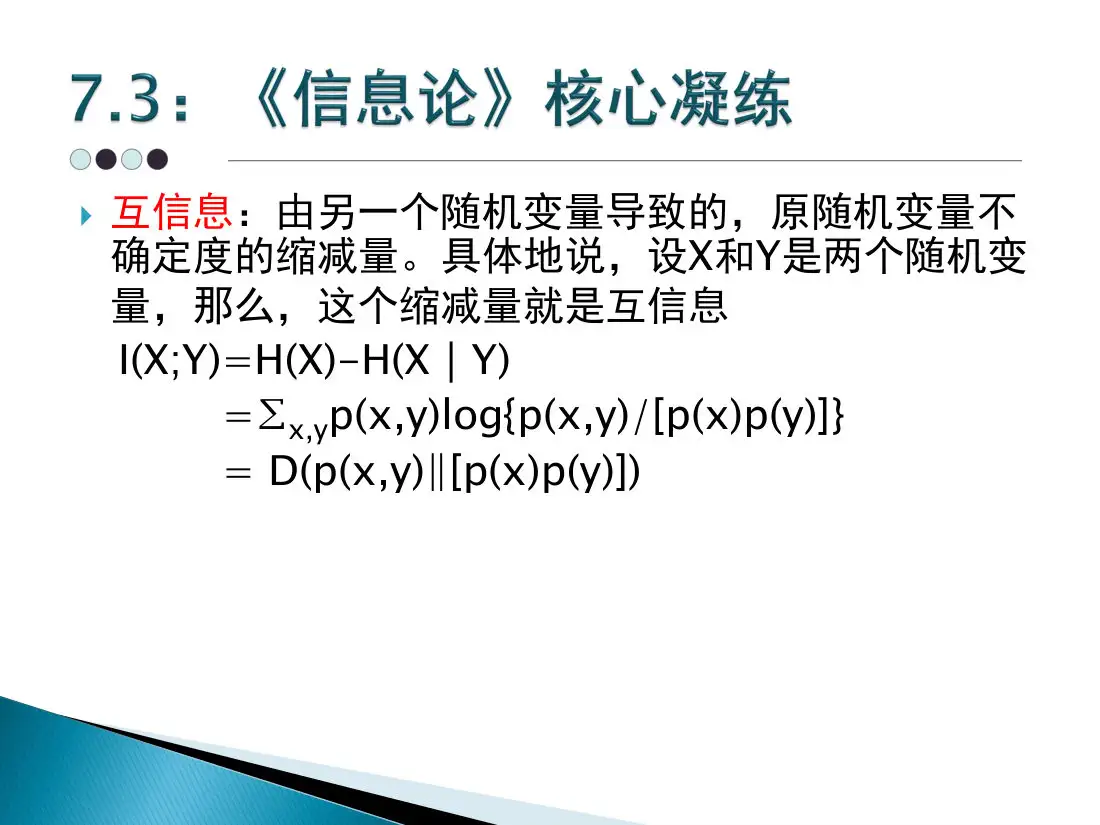 7.3：《信息论》核心凝练
互信息：由另一个随机变量导致的，原随机变量不
确定度的缩减量。具体地说，设X和Y是两个随机变
量，那么，这个缩减量就是互信息
I(X;Y)=H(X)-H(X | Y)
=∑x,yp(x,y)log{p(x,y)/[p(x)p(y)]}
= D(p(x,y)‖[p(x)p(y)])